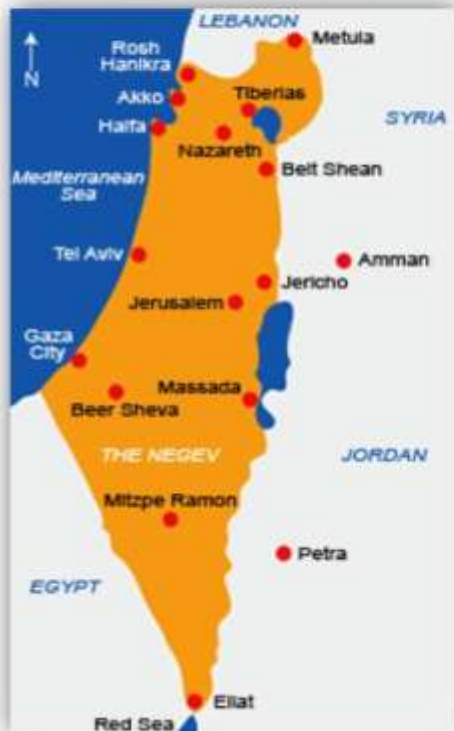 LEBANON
Metula
Rosh
Hanikra
N
Akko
Tiberias
SYRIA
Haifa
Nazareth
Mediterranean
Sea
Beit Shean
Tel Aviv
Amman
Jericho
Jerusalem
Gaza
City
Massada
Beer Sheva
THE NEGEV
JORDAN
Mitzpe Ramon
Petra
EGYPT
Eilat
Red Sea